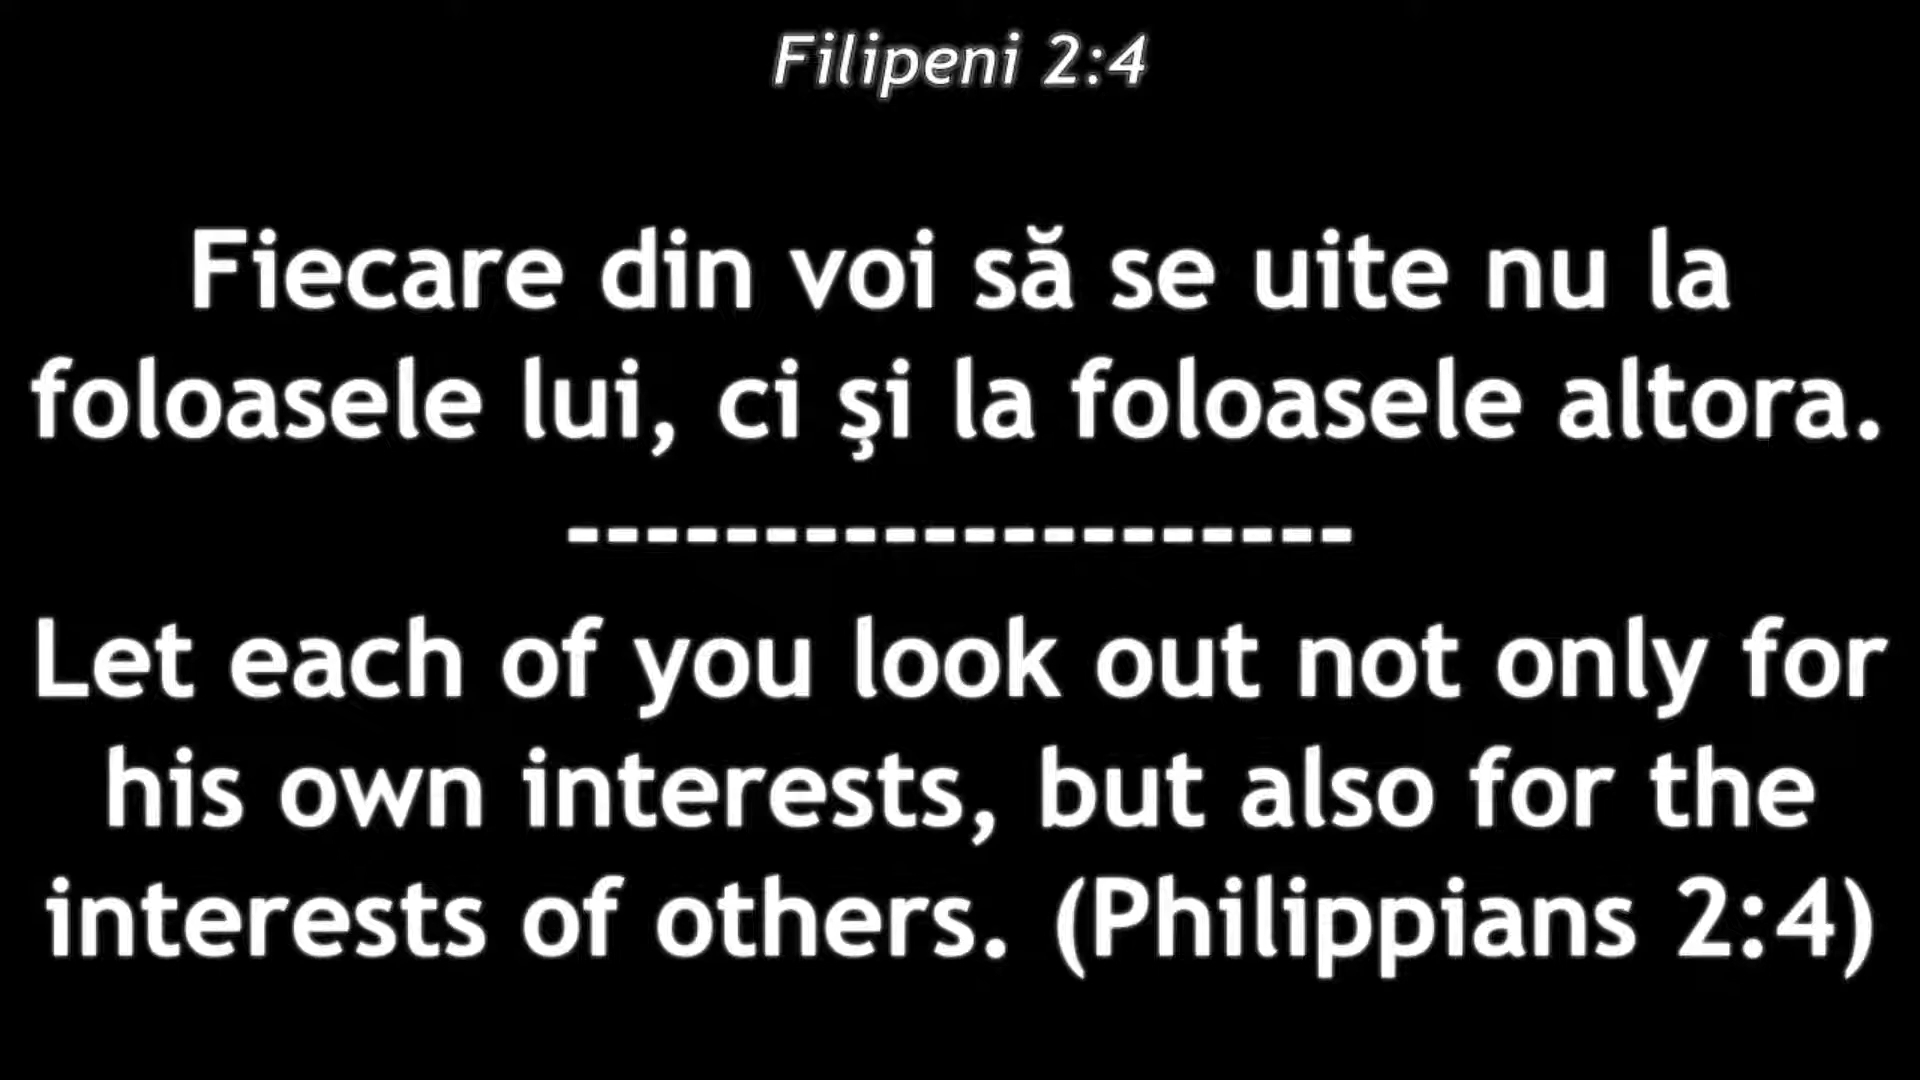 Filipeni 2:4
Fiecare din voi să se uite nu la
foloasele lui, ci şi la foloasele altora.
--------------------
Let each of you look out not only for
his own interests, but also for the
interests of others. (Philippians 2:4)